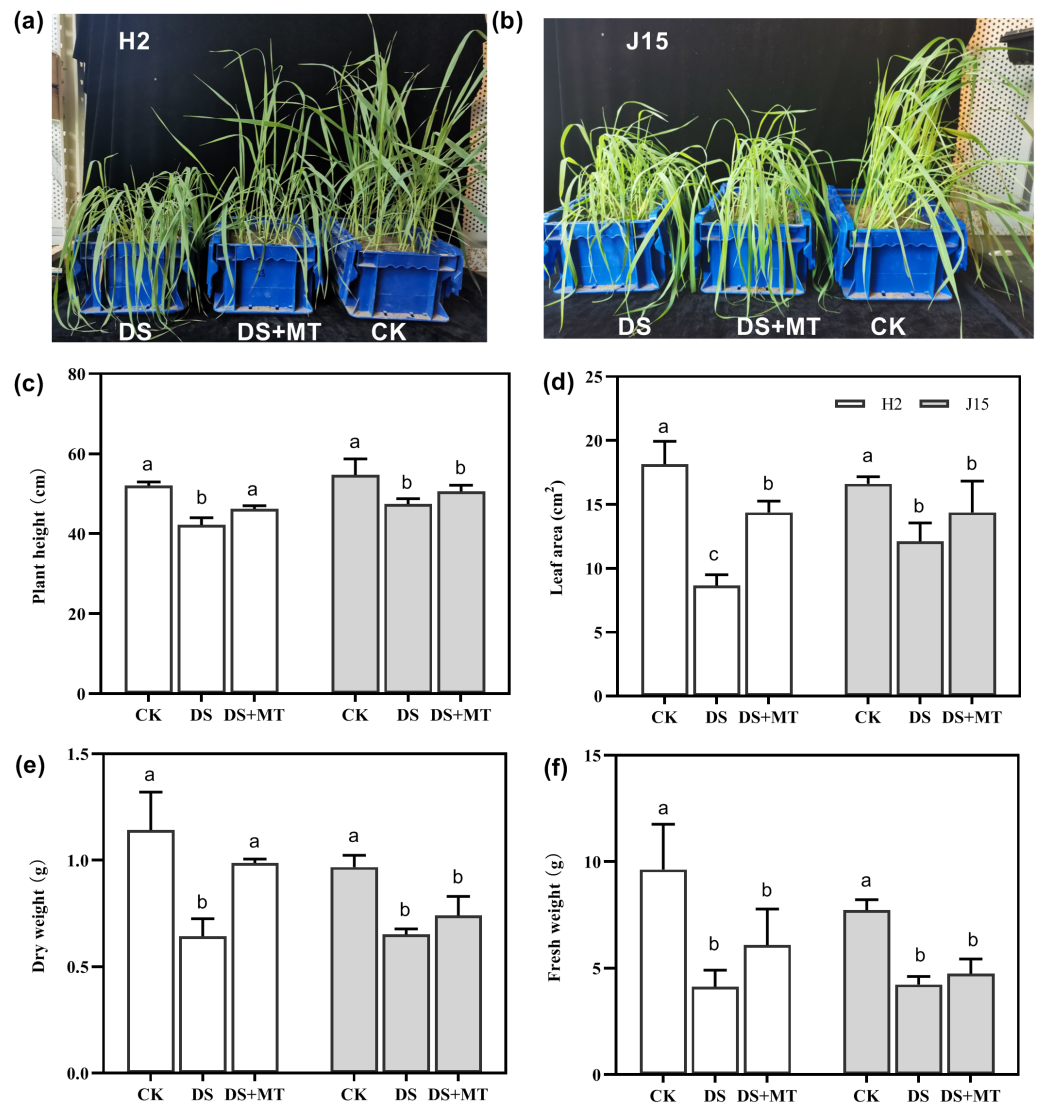 (a)
H2
DS
DS+MT
CK
(b)
J15
DS
DS+MT
CK
(c)
Plant height (cm)
80
60
40
20
0
a
b
a
a
b
b
CK
DS
DS+MT
CK
DS
DS+MT
(d)
Leaf area (cm²)
25
20
15
10
5
0
H2
J15
a
c
b
a
b
b
CK
DS
DS+MT
CK
DS
DS+MT
(e)
Dry weight (g)
1.5
1.0
0.5
0.0
a
b
a
a
b
b
CK
DS
DS+MT
CK
DS
DS+MT
(f)
Fresh weight (g)
15
10
5
0
a
b
b
a
b
b
CK
DS
DS+MT
CK
DS
DS+MT